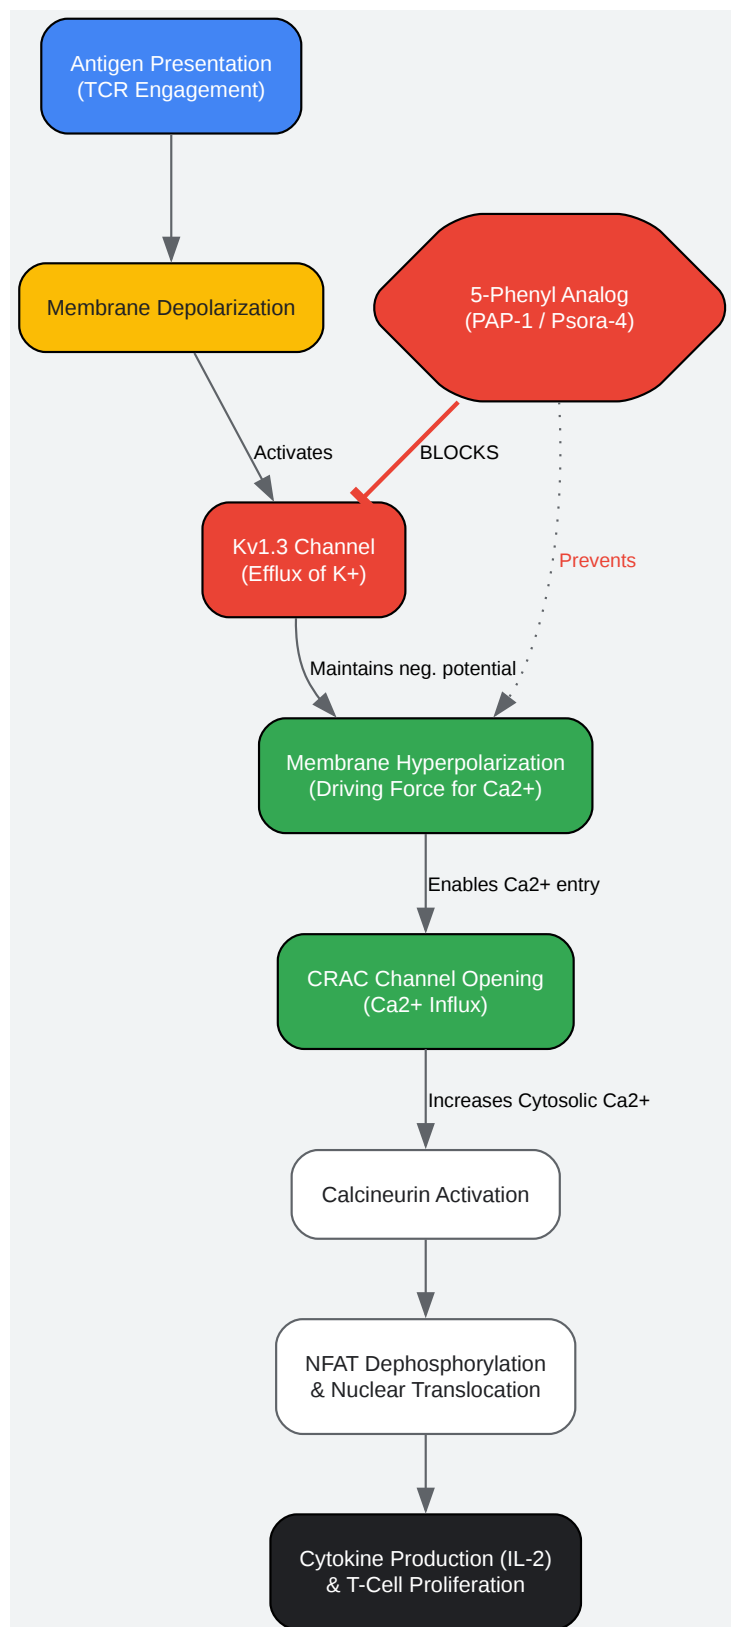 Antigen Presentation
(TCR Engagement)
5-Phenyl Analog
(PAP-1 / Psora-4)
Membrane Depolarization
Activates
BLOCKS
Kv1.3 Channel
(Efflux of K+)
Prevents
Maintains neg. potential
Membrane Hyperpolarization
(Driving Force for Ca2+)
Enables Ca2+ entry
CRAC Channel Opening
(Ca2+ Influx)
Increases Cytosolic Ca2+
Calcineurin Activation
NFAT Dephosphorylation
& Nuclear Translocation
Cytokine Production (IL-2)
& T-Cell Proliferation